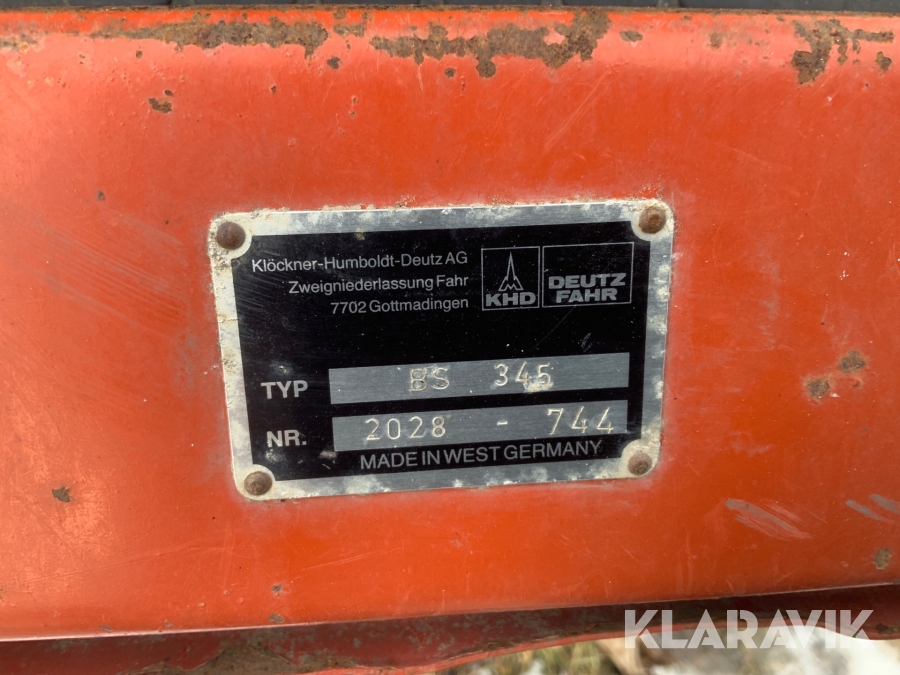 Klöckner-Humboldt-Deutz AG
Zweigniederlassung Fahr
7702 Gottmadingen
KHD
DEUTZ
FAHR
TYP BS 345
NR. 2028 - 744
MADE IN WEST GERMANY
KLARAVIK